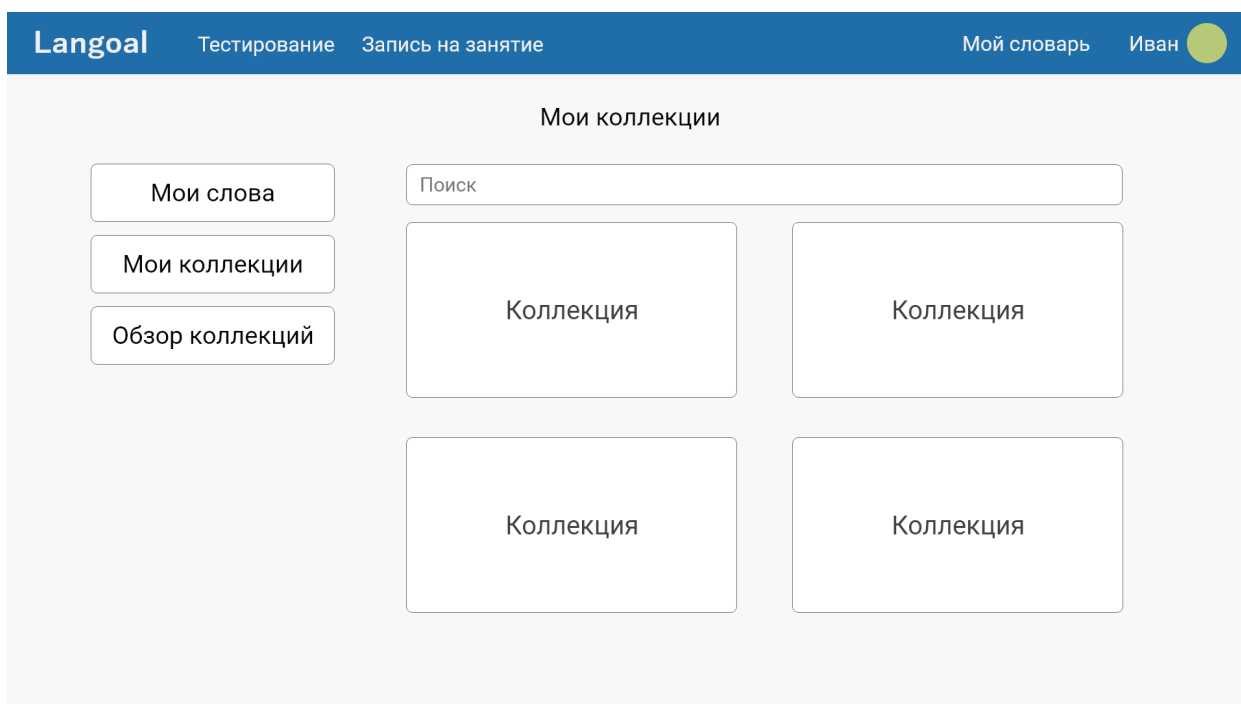 Langoal Тестирование Запись на занятие Мой словарь Иван
Мои коллекции
Мои слова
Мои коллекции
Обзор коллекций
Поиск
Коллекция Коллекция
Коллекция Коллекция